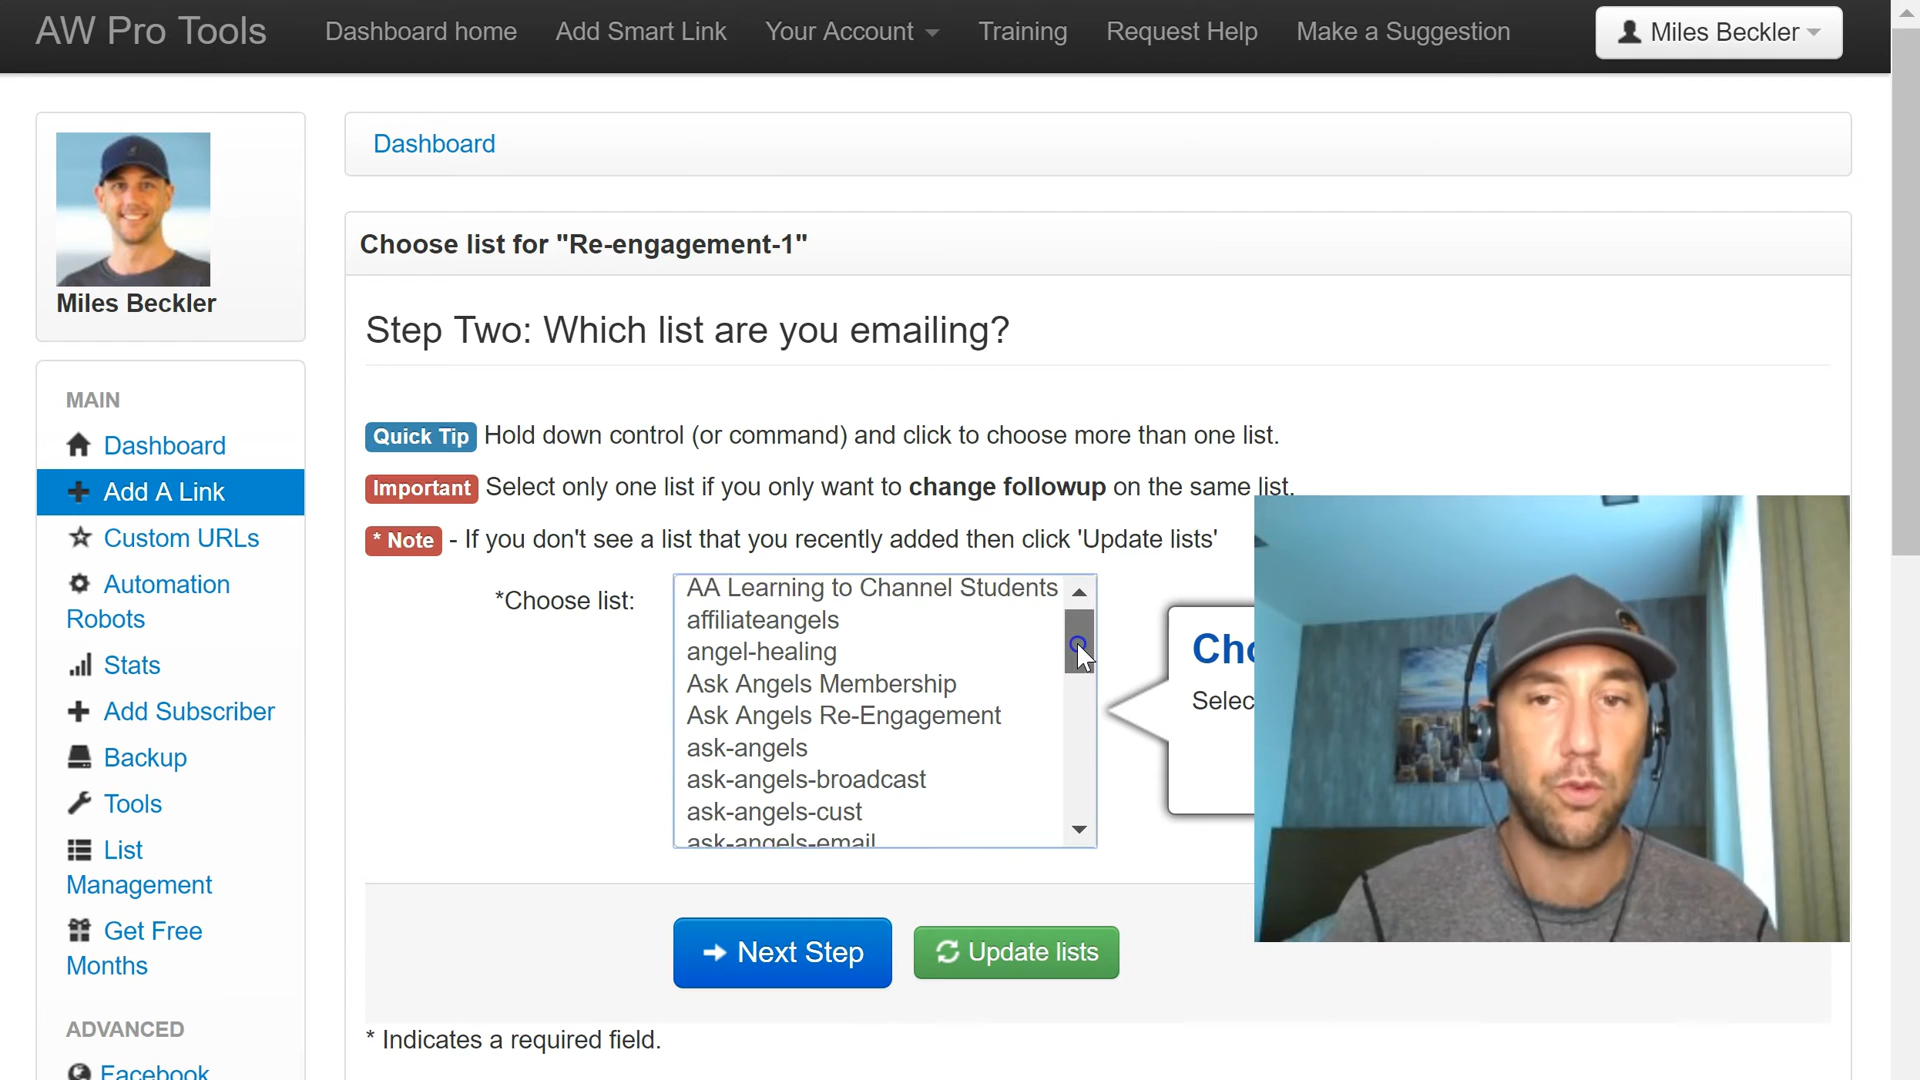 AW Pro Tools
Dashboard home
Add Smart Link
Your Account
Training
Request Help
Make a Suggestion
Miles Beckler
Miles Beckler
MAIN
Dashboard
Add A Link
Custom URLs
Automation
Robots
Stats
Add Subscriber
Backup
Tools
List
Management
Get Free
Months
ADVANCED
Facebook
Dashboard
Choose list for "Re-engagement-1"
Step Two: Which list are you emailing?
Quick Tip Hold down control (or command) and click to choose more than one list.
Important Select only one list if you only want to change followup on the same list.
* Note - If you don't see a list that you recently added then click 'Update lists'
*Choose list:
AA Learning to Channel Students
affiliateangels
angel-healing
Ask Angels Membership
Ask Angels Re-Engagement
ask-angels
ask-angels-broadcast
ask-angels-cust
ask-angels-email
Cho
Selec
Next Step
Update lists
* Indicates a required field.